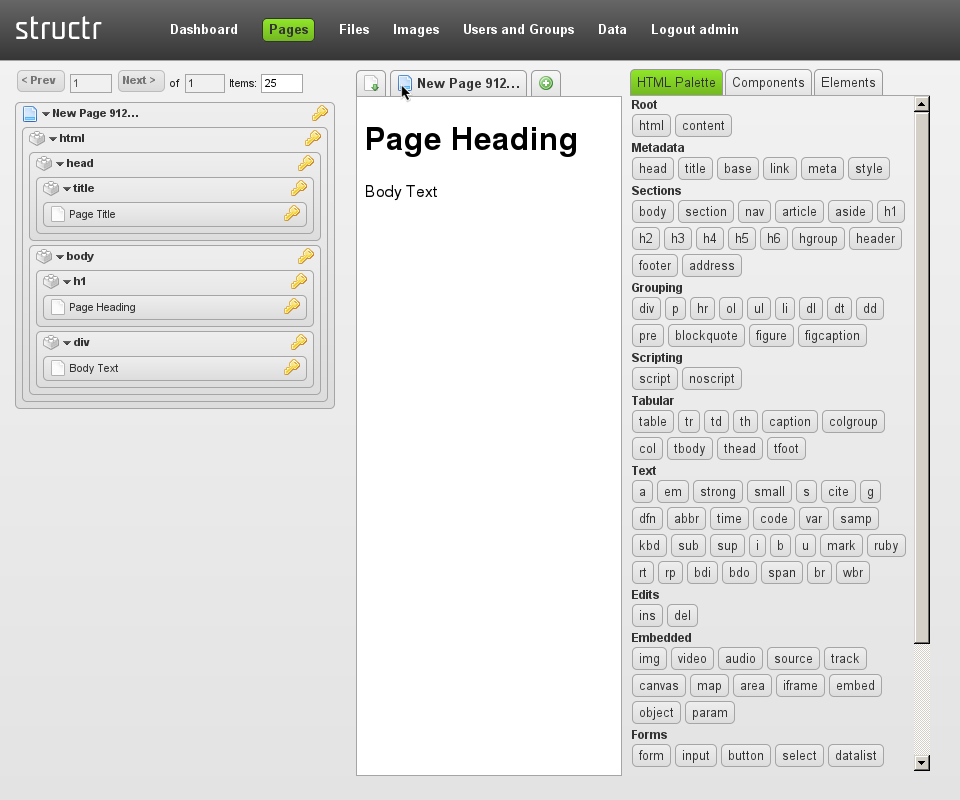 structr
Dashboard Pages Files Images Users and Groups Data Logout admin
< Prev 1 Next > of 1 Items: 25
New Page 912...
html
head
title
Page Title
body
h1
Page Heading
div
Body Text
New Page 912...
Page Heading
Body Text
HTML Palette Components Elements
Root
html content
Metadata
head title base link meta style
Sections
body section nav article aside h1
h2 h3 h4 h5 h6 hgroup header
footer address
Grouping
div p hr ol ul li dl dt dd
pre blockquote figure figcaption
Scripting
script noscript
Tabular
table tr td th caption colgroup
col tbody thead tfoot
Text
a em strong small s cite g
dfn abbr time code var samp
kbd sub sup i b u mark ruby
rt rp bdi bdo span br wbr
Edits
ins del
Embedded
img video audio source track
canvas map area iframe embed
object param
Forms
form input button select datalist